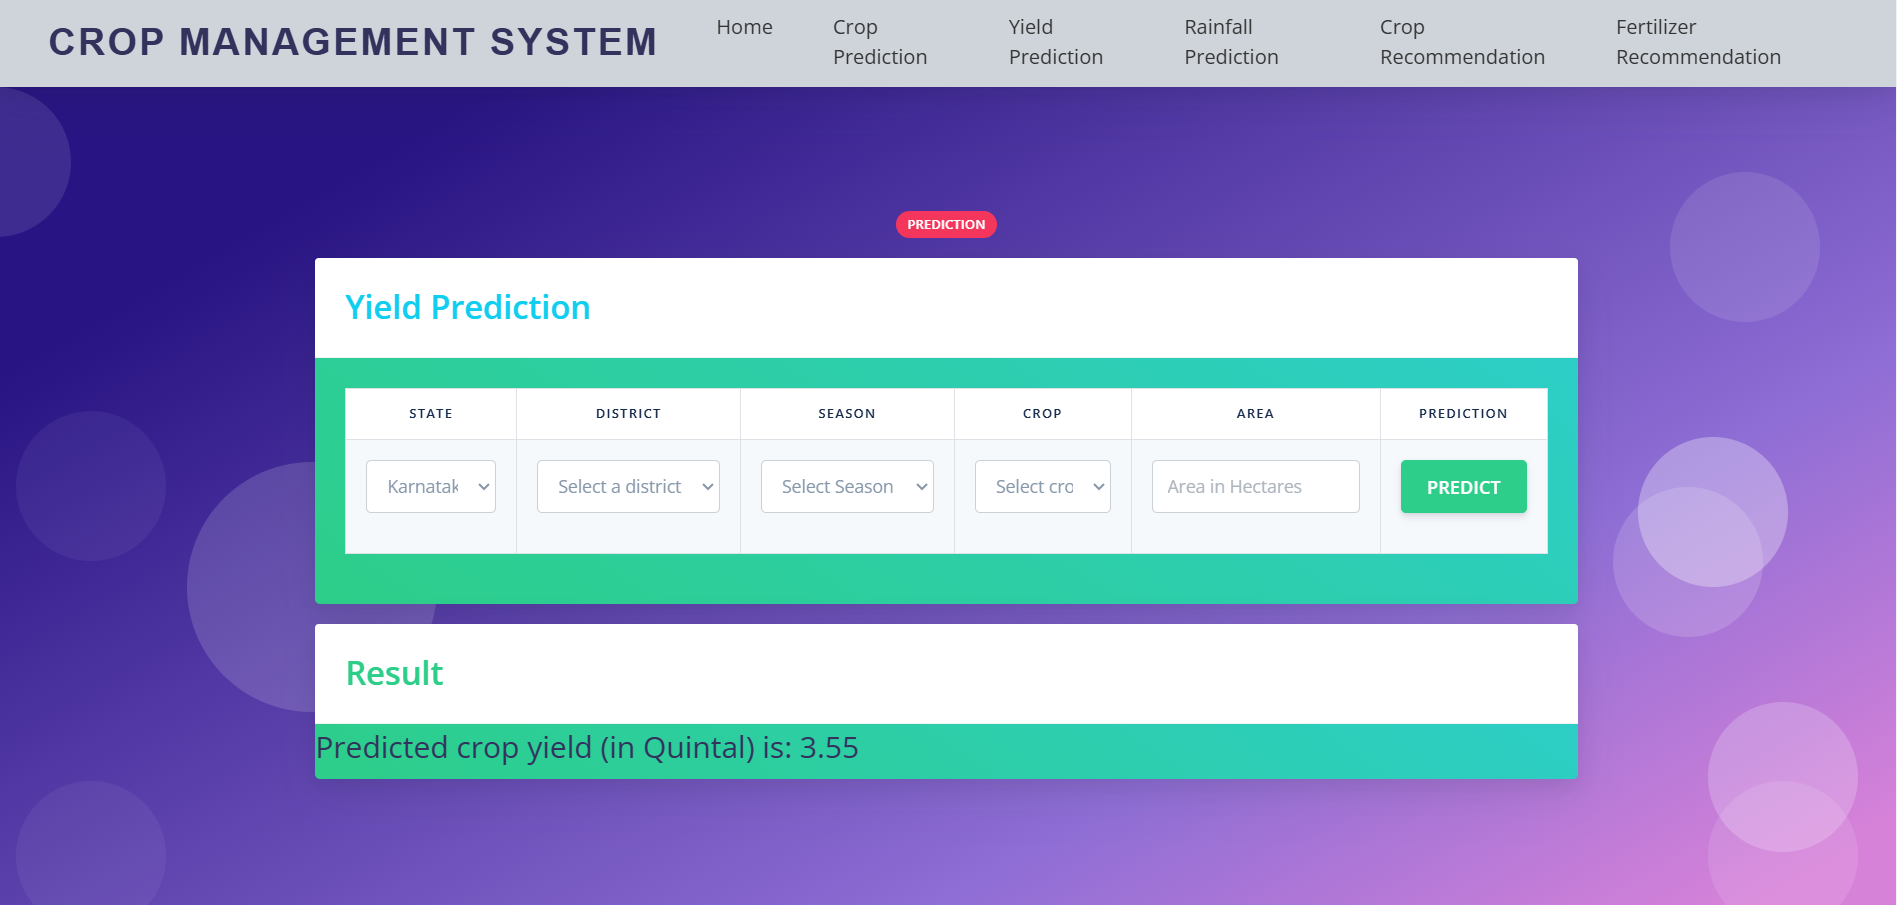 CROP MANAGEMENT SYSTEM
Home
Crop
Prediction
Yield
Prediction
Rainfall
Prediction
Crop
Recommendation
Fertilizer
Recommendation
PREDICTION
Yield Prediction
STATE DISTRICT SEASON CROP AREA PREDICTION
Karnatak Select a district Select Season Select cro Area in Hectares PREDICT
Result
Predicted crop yield (in Quintal) is: 3.55